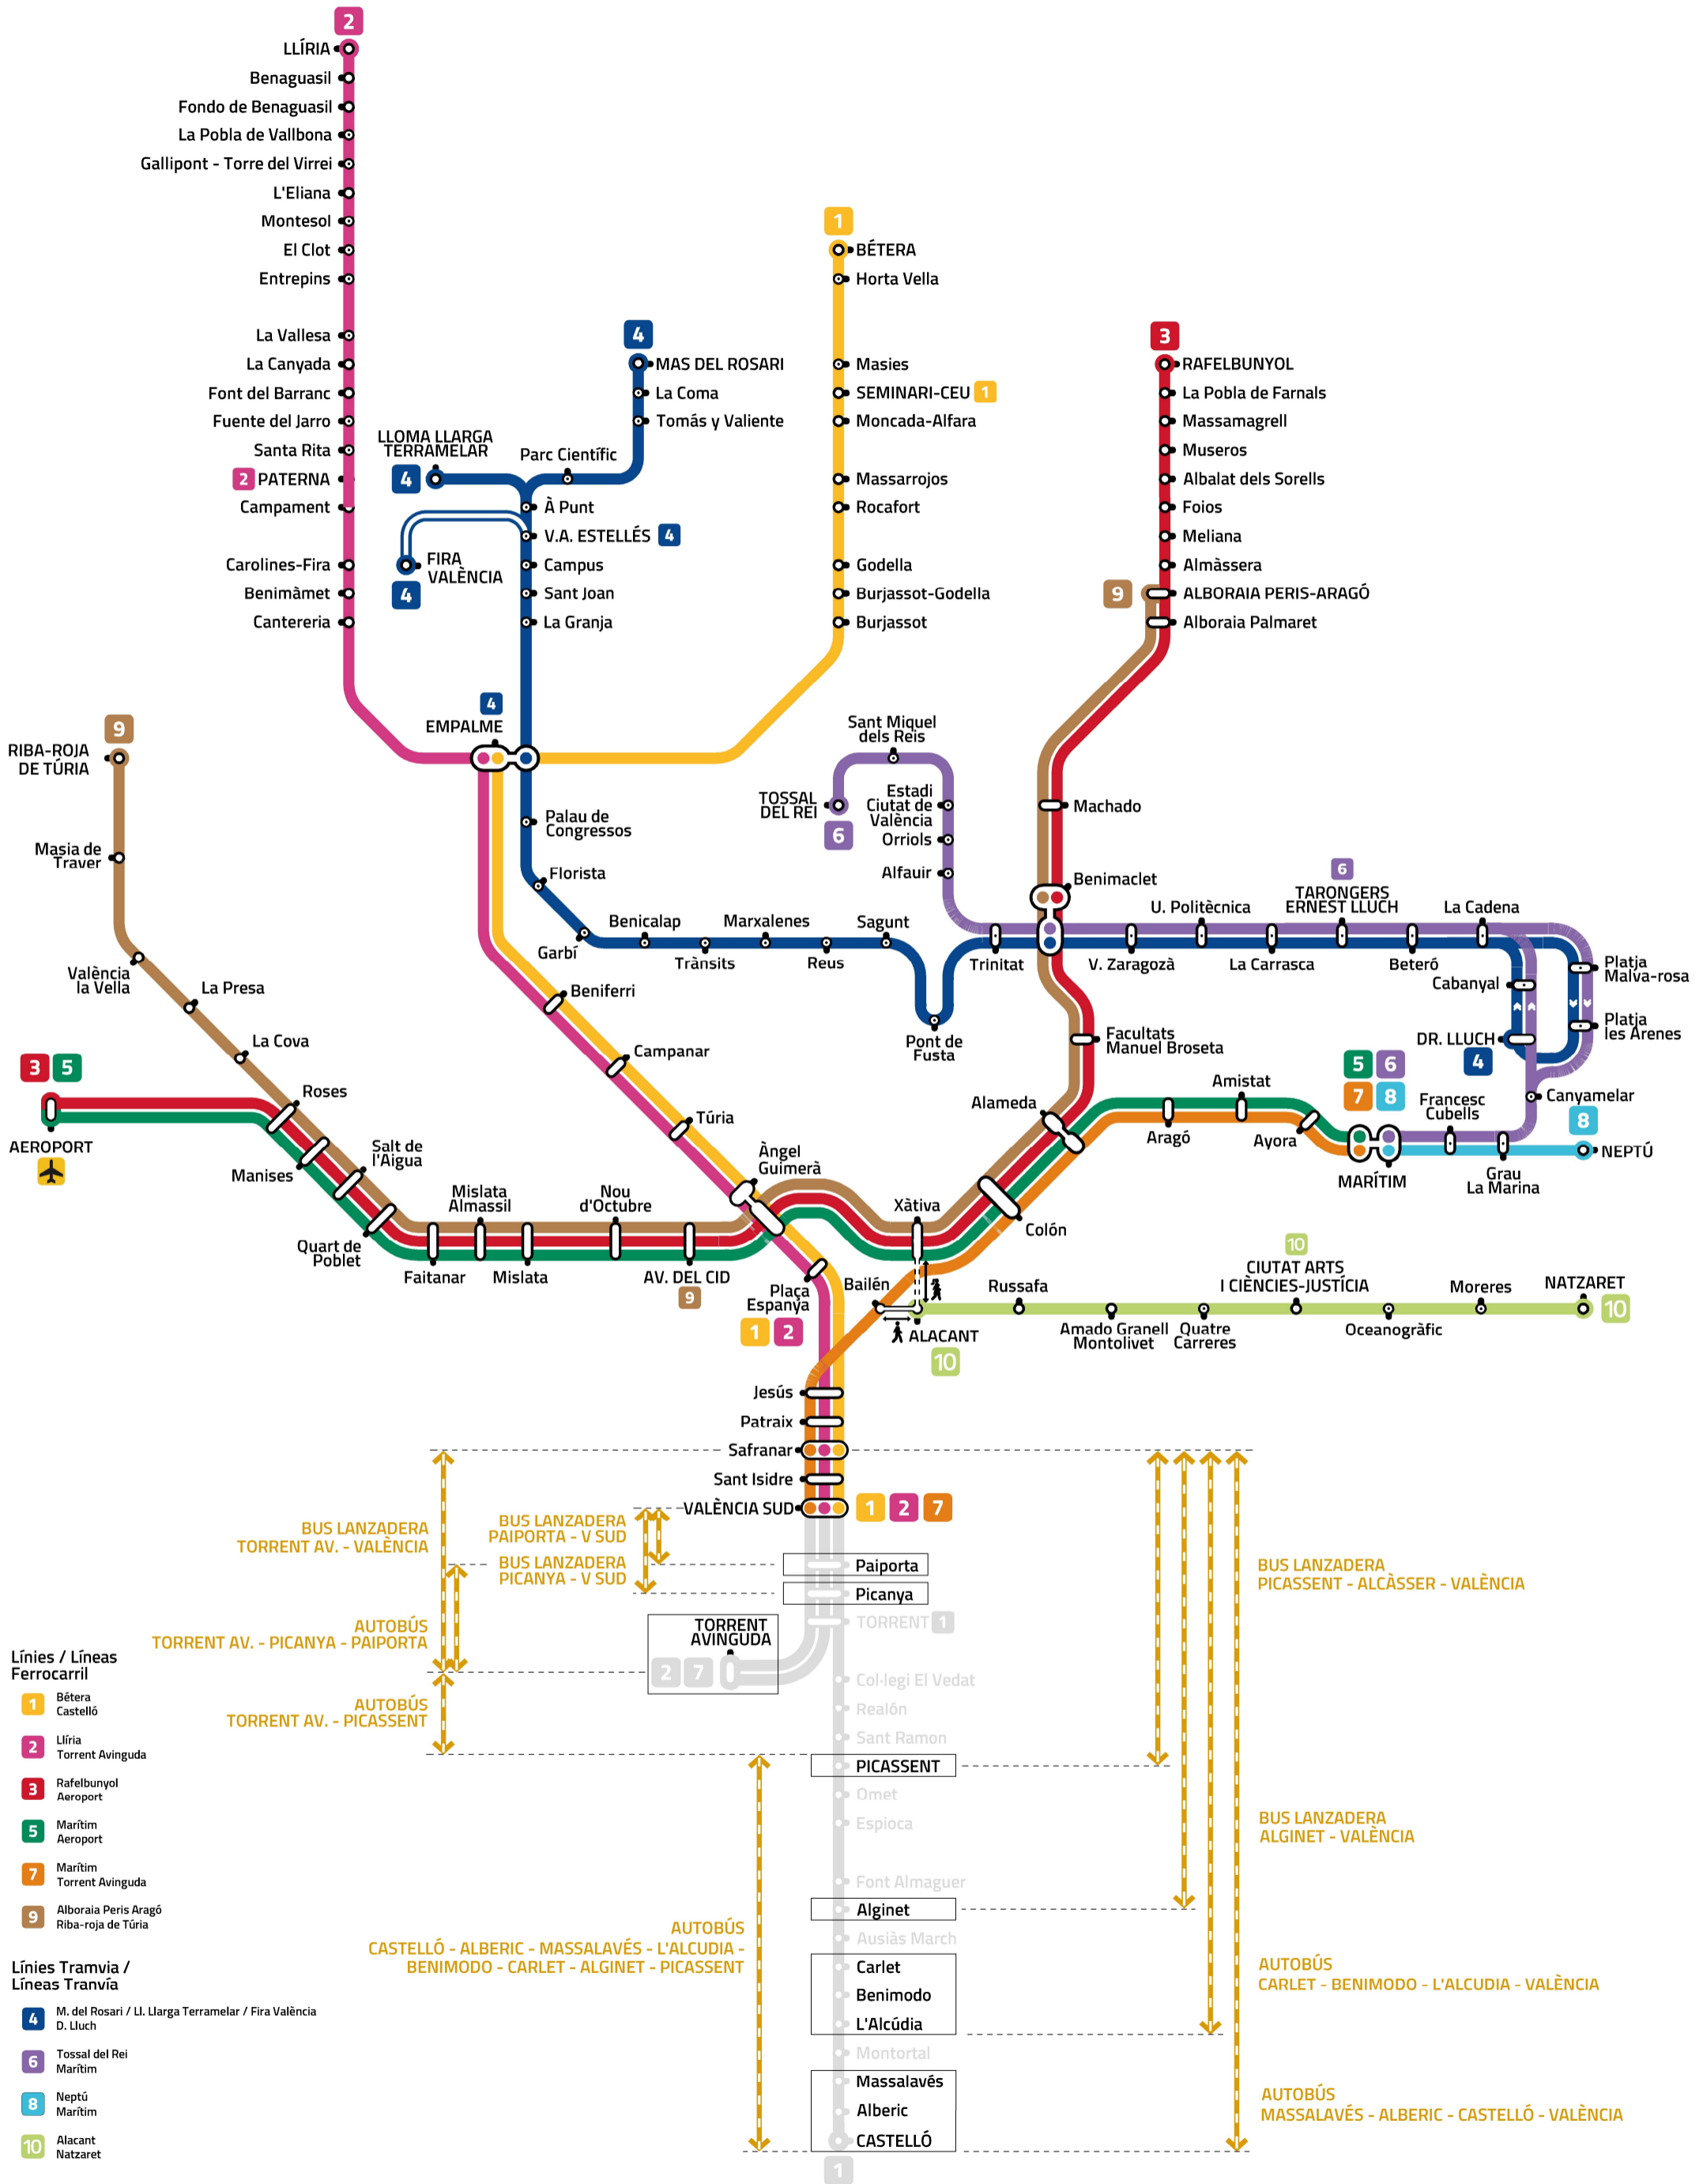 2
LLÍRIA
Benaguasil
Fondo de Benaguasil
La Pobla de Vallbona
Gallipont - Torre del Virrei
L'Eliana
Montesol
El Clot
Entrepins
La Vallesa
La Canyada
Font del Barranc
Fuente del Jarro
Santa Rita
2 PATERNA
Campament
Carolines-Fira
Benimàmet
Cantereria
4
MAS DEL ROSARI
La Coma
Tomás y Valiente
LLOMA LLARGA
TERRAMELAR
4
Parc Científic
À Punt
V.A. ESTELLÉS 4
FIRA
VALÈNCIA
4
Campus
Sant Joan
La Granja
1
BÉTERA
Horta Vella
Masies
SEMINARI-CEU 1
Moncada-Alfara
Massarrojos
Rocafort
Godella
Burjassot-Godella
Burjassot
3
RAFELBUNYOL
La Pobla de Farnals
Massamagrell
Museros
Albalat dels Sorells
Foios
Meliana
Almàssera
9 ALBORAIA PERIS-ARAGÓ
Alboraia Palmaret
Machado
Benimaclet
4
EMPALME
Palau de
Congressos
Florista
Garbí
Benicalap
Trànsits
Marxalenes
Reus
Sagunt
Pont de
Fusta
Sant Miquel
dels Reis
TOSSAL
DEL REI
6
Estadi
Ciutat de
València
Orriols
Alfauir
Trinitat
V. Zaragozà
U. Politècnica
La Carrasca
6
TARONGERS
ERNEST LLUCH
Beteró
La Cadena
Platja
Malva-rosa
Cabanyal
Platja
les Arenes
DR. LLUCH
4
Canyamelar
9
RIBA-ROJA
DE TÚRIA
Masia de
Traver
València
la Vella
La Presa
La Cova
Roses
3 5
AEROPORT
Manises
Salt de
l'Aigua
Quart de
Poblet
Faitanar
Mislata
Almassil
Mislata
Nou
d'Octubre
AV. DEL CID
9
Beniferri
Campanar
Túria
Àngel
Guimerà
Plaça
Espanya
1 2
Xàtiva
Colón
Alameda
Facultats
Manuel Broseta
Aragó
Amistat
Ayora
5 6
7 8
MARÍTIM
Francesc
Cubells
Grau
La Marina
8
NEPTÚ
Bailén
ALACANT
10
Russafa
Amado Granell
Montolivet
Quatre
Carreres
10
CIUTAT ARTS
I CIÈNCIES-JUSTÍCIA
Oceanogràfic
Moreres
NATZARET
10
Jesús
Patraix
Safranar
Sant Isidre
VALÈNCIA SUD 1 2 7
Paiporta
Picanya
TORRENT 1
TORRENT
AVINGUDA
2 7
Col·legi El Vedat
Realón
Sant Ramon
PICASSENT
Omet
Espioca
Font Almaguer
Alginet
Ausiàs March
Carlet
Benimodo
L'Alcúdia
Montortal
Massalavés
Alberic
CASTELLÓ
1
BUS LANZADERA
TORRENT AV. - VALÈNCIA
BUS LANZADERA
PAIPORTA - V SUD
BUS LANZADERA
PICANYA - V SUD
AUTOBÚS
TORRENT AV. - PICANYA - PAIPORTA
AUTOBÚS
TORRENT AV. - PICASSENT
AUTOBÚS
CASTELLÓ - ALBERIC - MASSALAVÉS - L'ALCUDIA -
BENIMODO - CARLET - ALGINET - PICASSENT
BUS LANZADERA
PICASSENT - ALCÀSSER - VALÈNCIA
BUS LANZADERA
ALGINET - VALÈNCIA
AUTOBÚS
CARLET - BENIMODO - L'ALCUDIA - VALÈNCIA
AUTOBÚS
MASSALAVÉS - ALBERIC - CASTELLÓ - VALÈNCIA
Línies / Líneas
Ferrocarril
1 Bétera
Castelló
2 Llíria
Torrent Avinguda
3 Rafelbunyol
Aeroport
5 Marítim
Aeroport
7 Marítim
Torrent Avinguda
9 Alboraia Peris Aragó
Riba-roja de Túria
Línies Tramvia /
Líneas Tranvía
4 M. del Rosari / Ll. Llarga Terramelar / Fira València
D. Lluch
6 Tossal del Rei
Marítim
8 Neptú
Marítim
10 Alacant
Natzaret